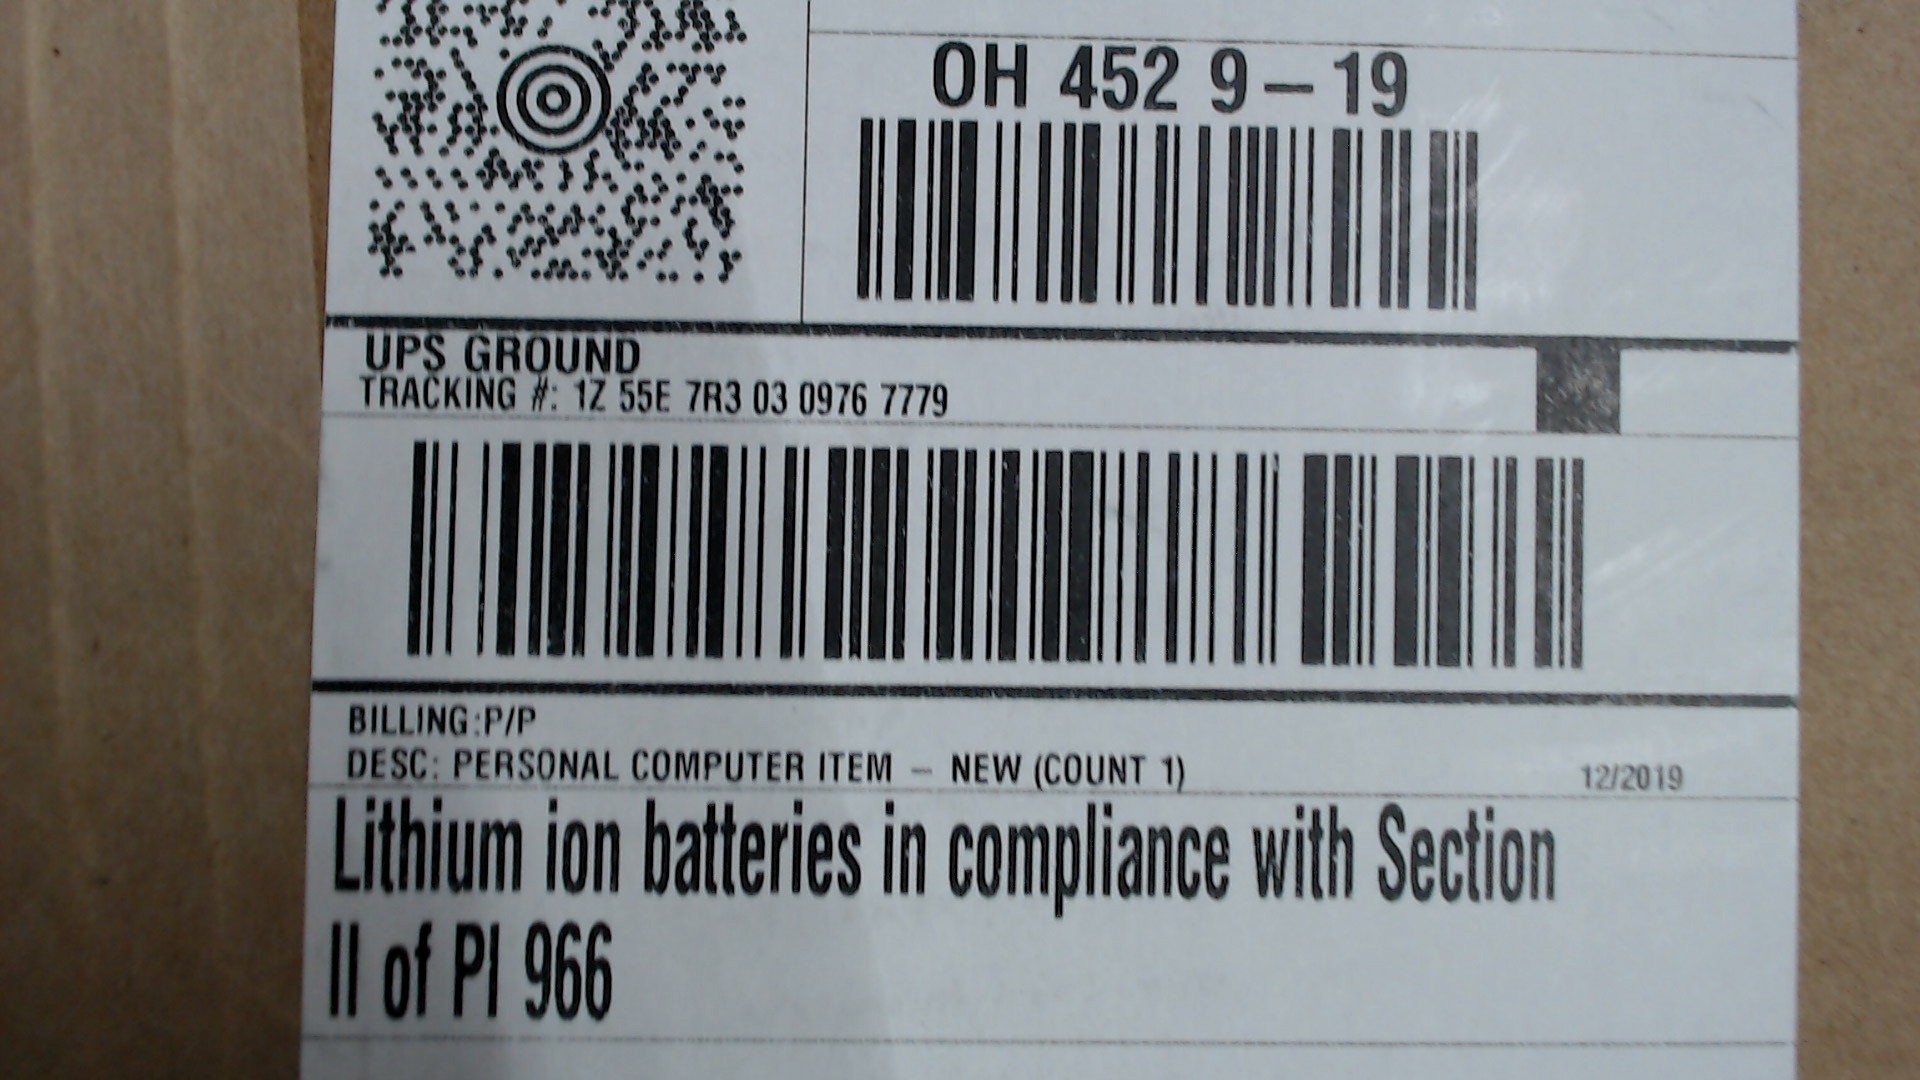 OH 452 9 – 19
UPS GROUND
TRACKING #: 1Z 55E 7R3 03 0976 7779
BILLING:P/P
DESC: PERSONAL COMPUTER ITEM – NEW (COUNT 1)
12/2019
Lithium ion batteries in compliance with Section
II of PI 966